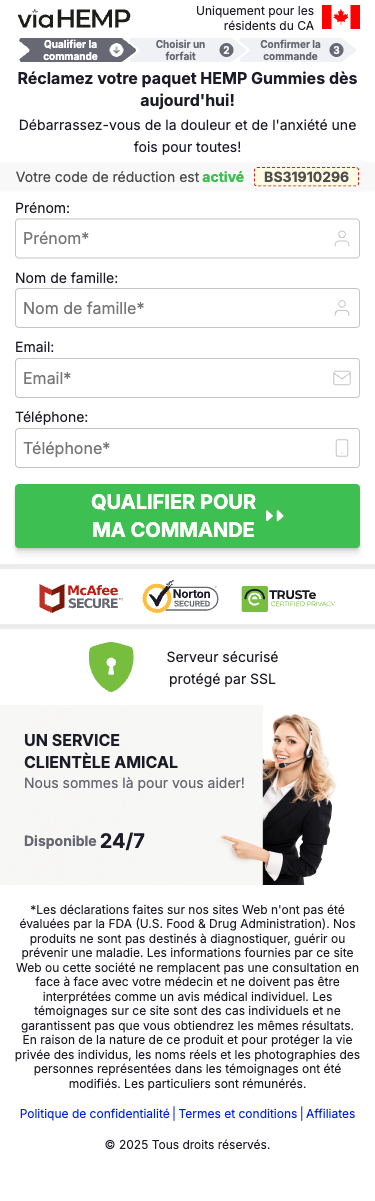 viaHEMP
Uniquement pour les
résidents du CA
Qualifier la
commande
Choisir un
forfait
2
Confirmer la
commande
3
Réclamez votre paquet HEMP Gummies dès
aujourd'hui!
Débarrassez-vous de la douleur et de l'anxiété une
fois pour toutes!
Votre code de réduction est activé BS31910296
Prénom:
Prénom*
Nom de famille:
Nom de famille*
Email:
Email*
Téléphone:
Téléphone*
QUALIFIER POUR
MA COMMANDE
McAfee
SECURE™
Norton
SECURED
TRUSTe
CERTIFIED PRIVACY
Serveur sécurisé
protégé par SSL
UN SERVICE
CLIENTÈLE AMICAL
Nous sommes là pour vous aider!
Disponible 24/7
*Les déclarations faites sur nos sites Web n'ont pas été
évaluées par la FDA (U.S. Food & Drug Administration). Nos
produits ne sont pas destinés à diagnostiquer, guérir ou
prévenir une maladie. Les informations fournies par ce site
Web ou cette société ne remplacent pas une consultation en
face à face avec votre médecin et ne doivent pas être
interprétées comme un avis médical individuel. Les
témoignages sur ce site sont des cas individuels et ne
garantissent pas que vous obtiendrez les mêmes résultats.
En raison de la nature de ce produit et pour protéger la vie
privée des individus, les noms réels et les photographies des
personnes représentées dans les témoignages ont été
modifiés. Les particuliers sont rémunérés.
Politique de confidentialité | Termes et conditions | Affiliates
© 2025 Tous droits réservés.